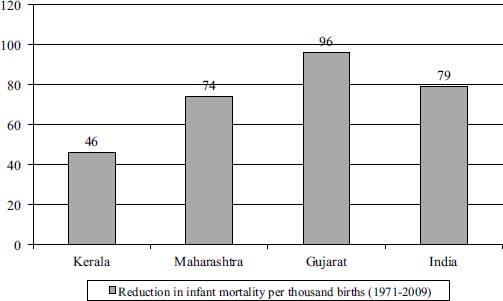 120
100
80
60
40
20
0
46
74
96
79
Kerala
Maharashtra
Gujarat
India
Reduction in infant mortality per thousand births (1971-2009)